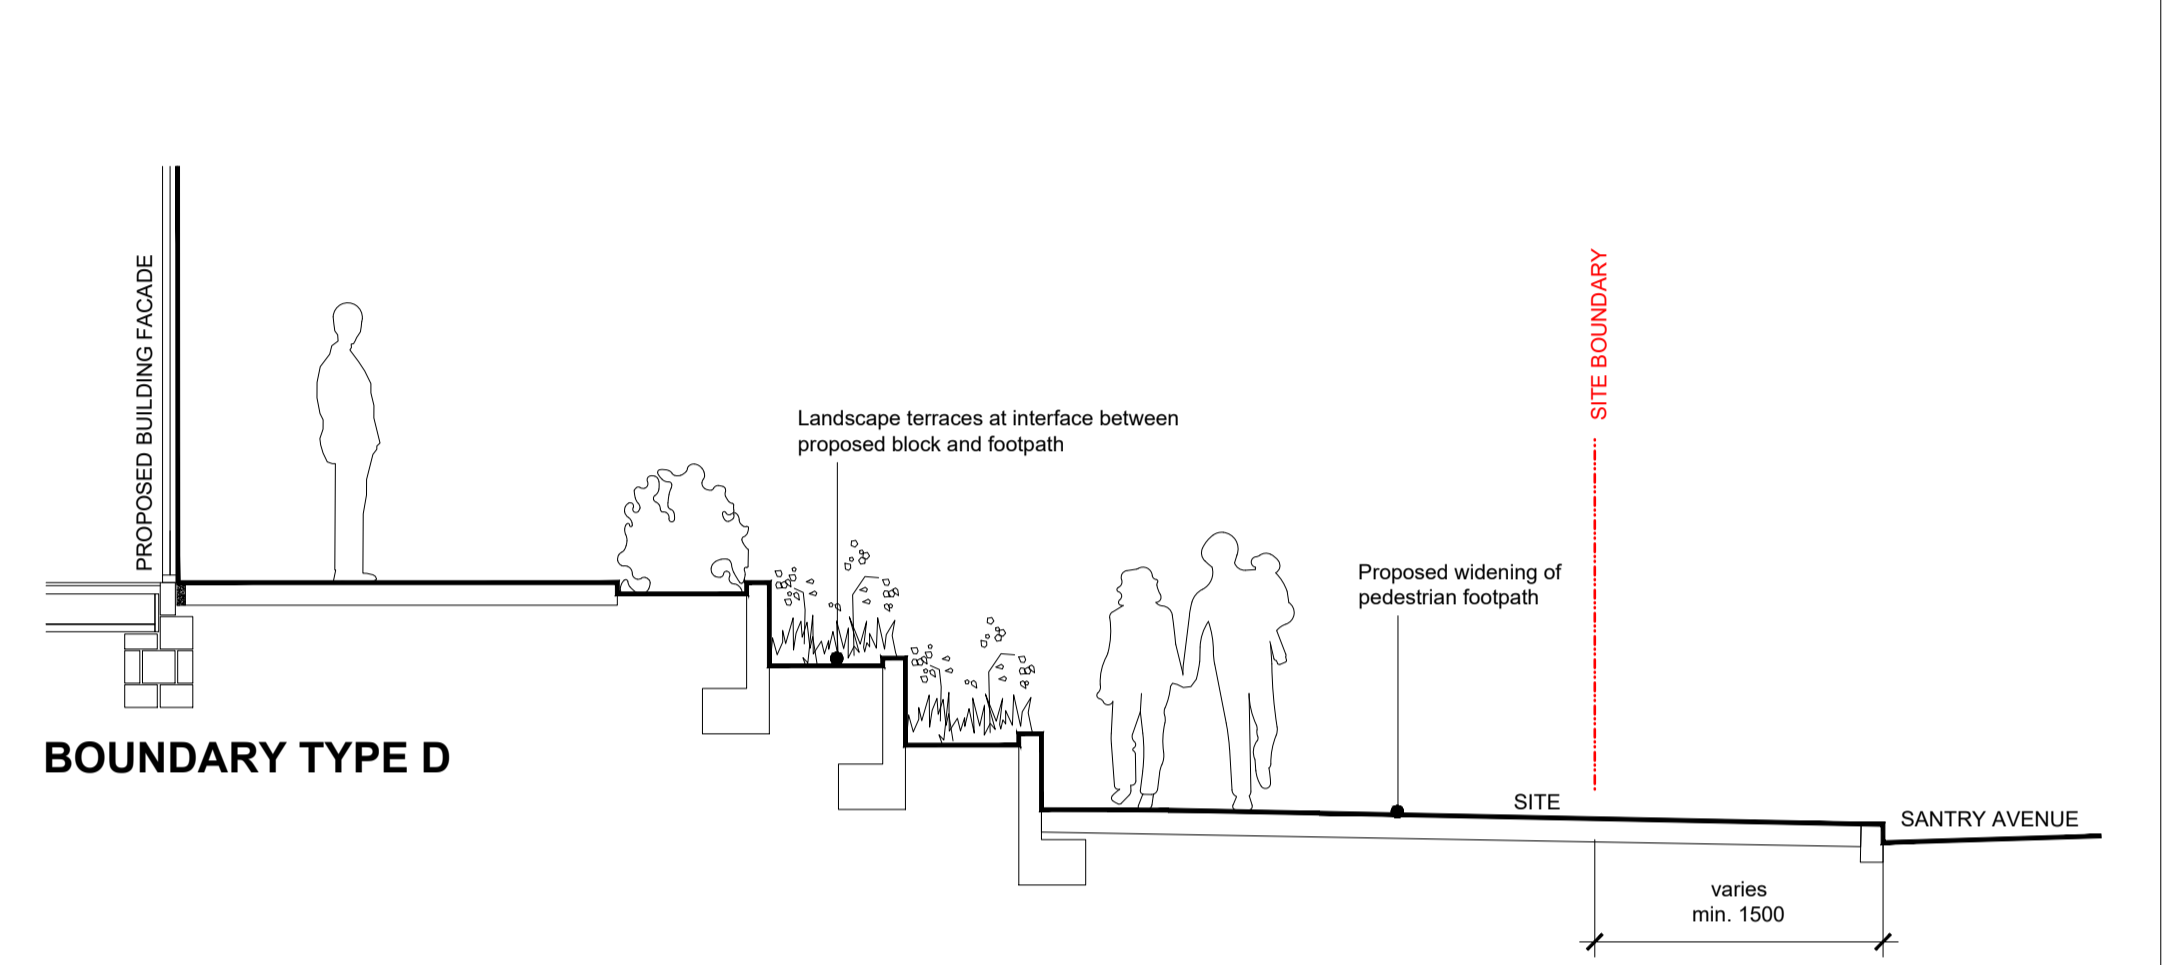 PROPOSED BUILDING FACADE
Landscape terraces at interface between
proposed block and footpath
SITE BOUNDARY
Proposed widening of
pedestrian footpath
BOUNDARY TYPE D
SITE
SANTRY AVENUE
varies
min. 1500